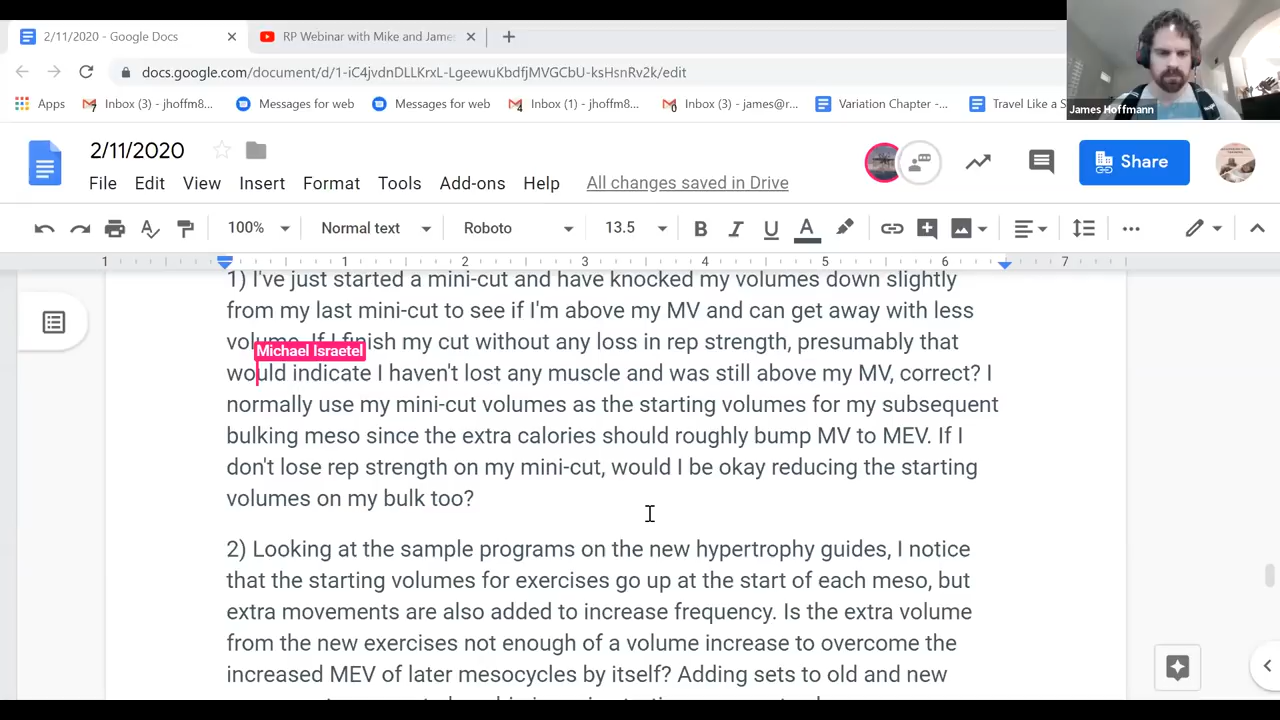 2/11/2020 - Google Docs
RP Webinar with Mike and James
docs.google.com/document/d/1-iC4jvdnDLLKrxL-LgeewuKbdfjMVGCbU-ksHsnRv2k/edit
Apps
Inbox (3) - jhoffm8...
Messages for web
Messages for web
Inbox (1) - jhoffm8...
Inbox (0) - james@r...
Variation Chapter -...
Travel Like a S
James Hoffmann
2/11/2020
File Edit View Insert Format Tools Add-ons Help All changes saved in Drive
Share
100% Normal text Roboto 13.5 B I U A
1 1 2 3 4 5 6 7
1) I've just started a mini-cut and have knocked my volumes down slightly
from my last mini-cut to see if I'm above my MV and can get away with less
volume. If I finish my cut without any loss in rep strength, presumably that
Michael Israetel
would indicate I haven't lost any muscle and was still above my MV, correct? I
normally use my mini-cut volumes as the starting volumes for my subsequent
bulking meso since the extra calories should roughly bump MV to MEV. If I
don't lose rep strength on my mini-cut, would I be okay reducing the starting
volumes on my bulk too?
2) Looking at the sample programs on the new hypertrophy guides, I notice
that the starting volumes for exercises go up at the start of each meso, but
extra movements are also added to increase frequency. Is the extra volume
from the new exercises not enough of a volume increase to overcome the
increased MEV of later mesocycles by itself? Adding sets to old and new